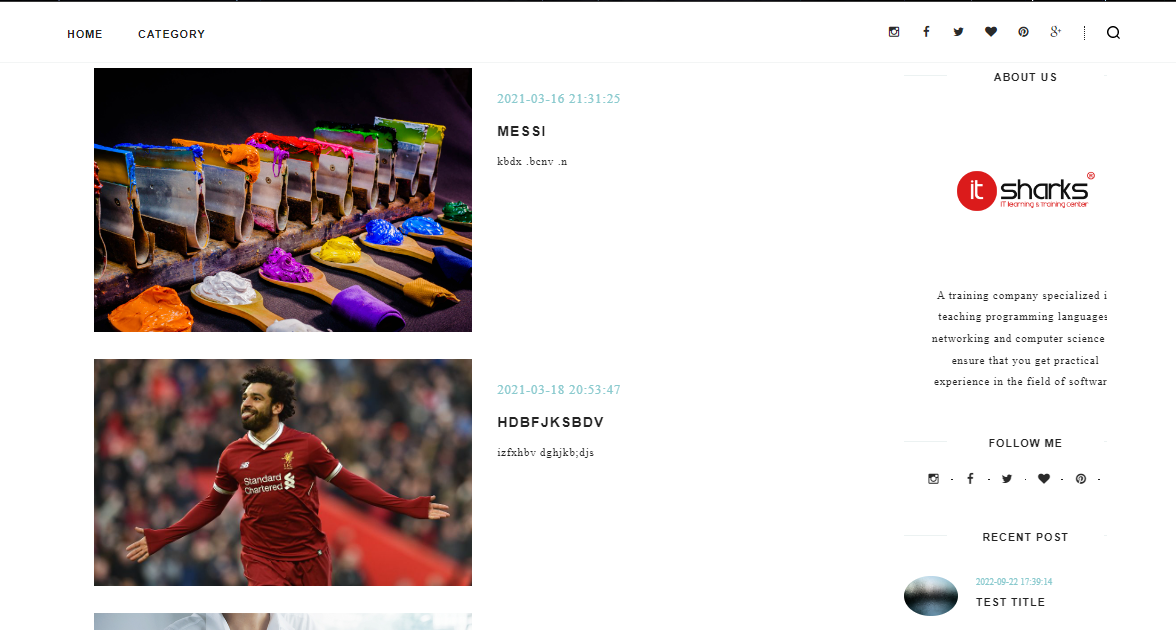 HOME
CATEGORY
2021-03-16 21:31:25
MESSI
kbdx .bcnv .n
2021-03-18 20:53:47
HDBFJKSBDV
izfxhbv dghjkb;djs
Standard
Chartered
ABOUT US
it sharks®
IT learning & training center
A training company specialized i
teaching programming languages
networking and computer science
ensure that you get practical
experience in the field of softwar
FOLLOW ME
RECENT POST
2022-09-22 17:39:14
TEST TITLE